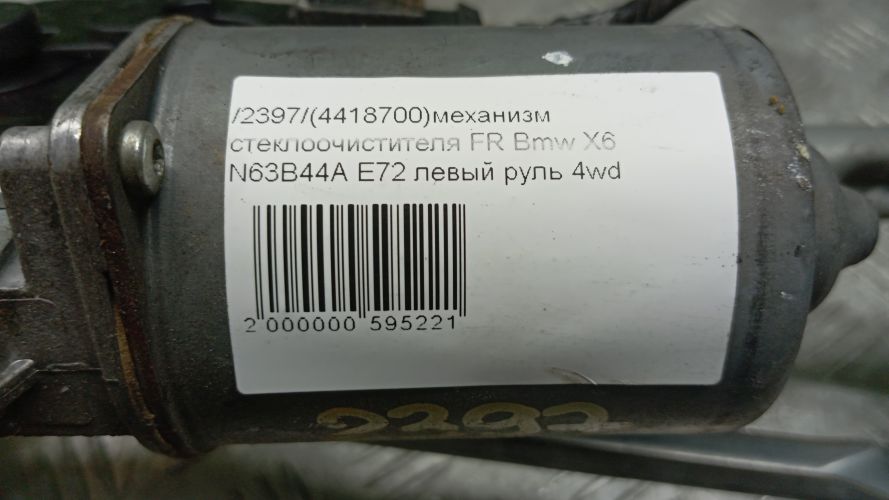 /2397/(4418700)механизм
стеклоочистителя FR Bmw X6
N63B44A E72 левый руль 4wd
2 000000 595221